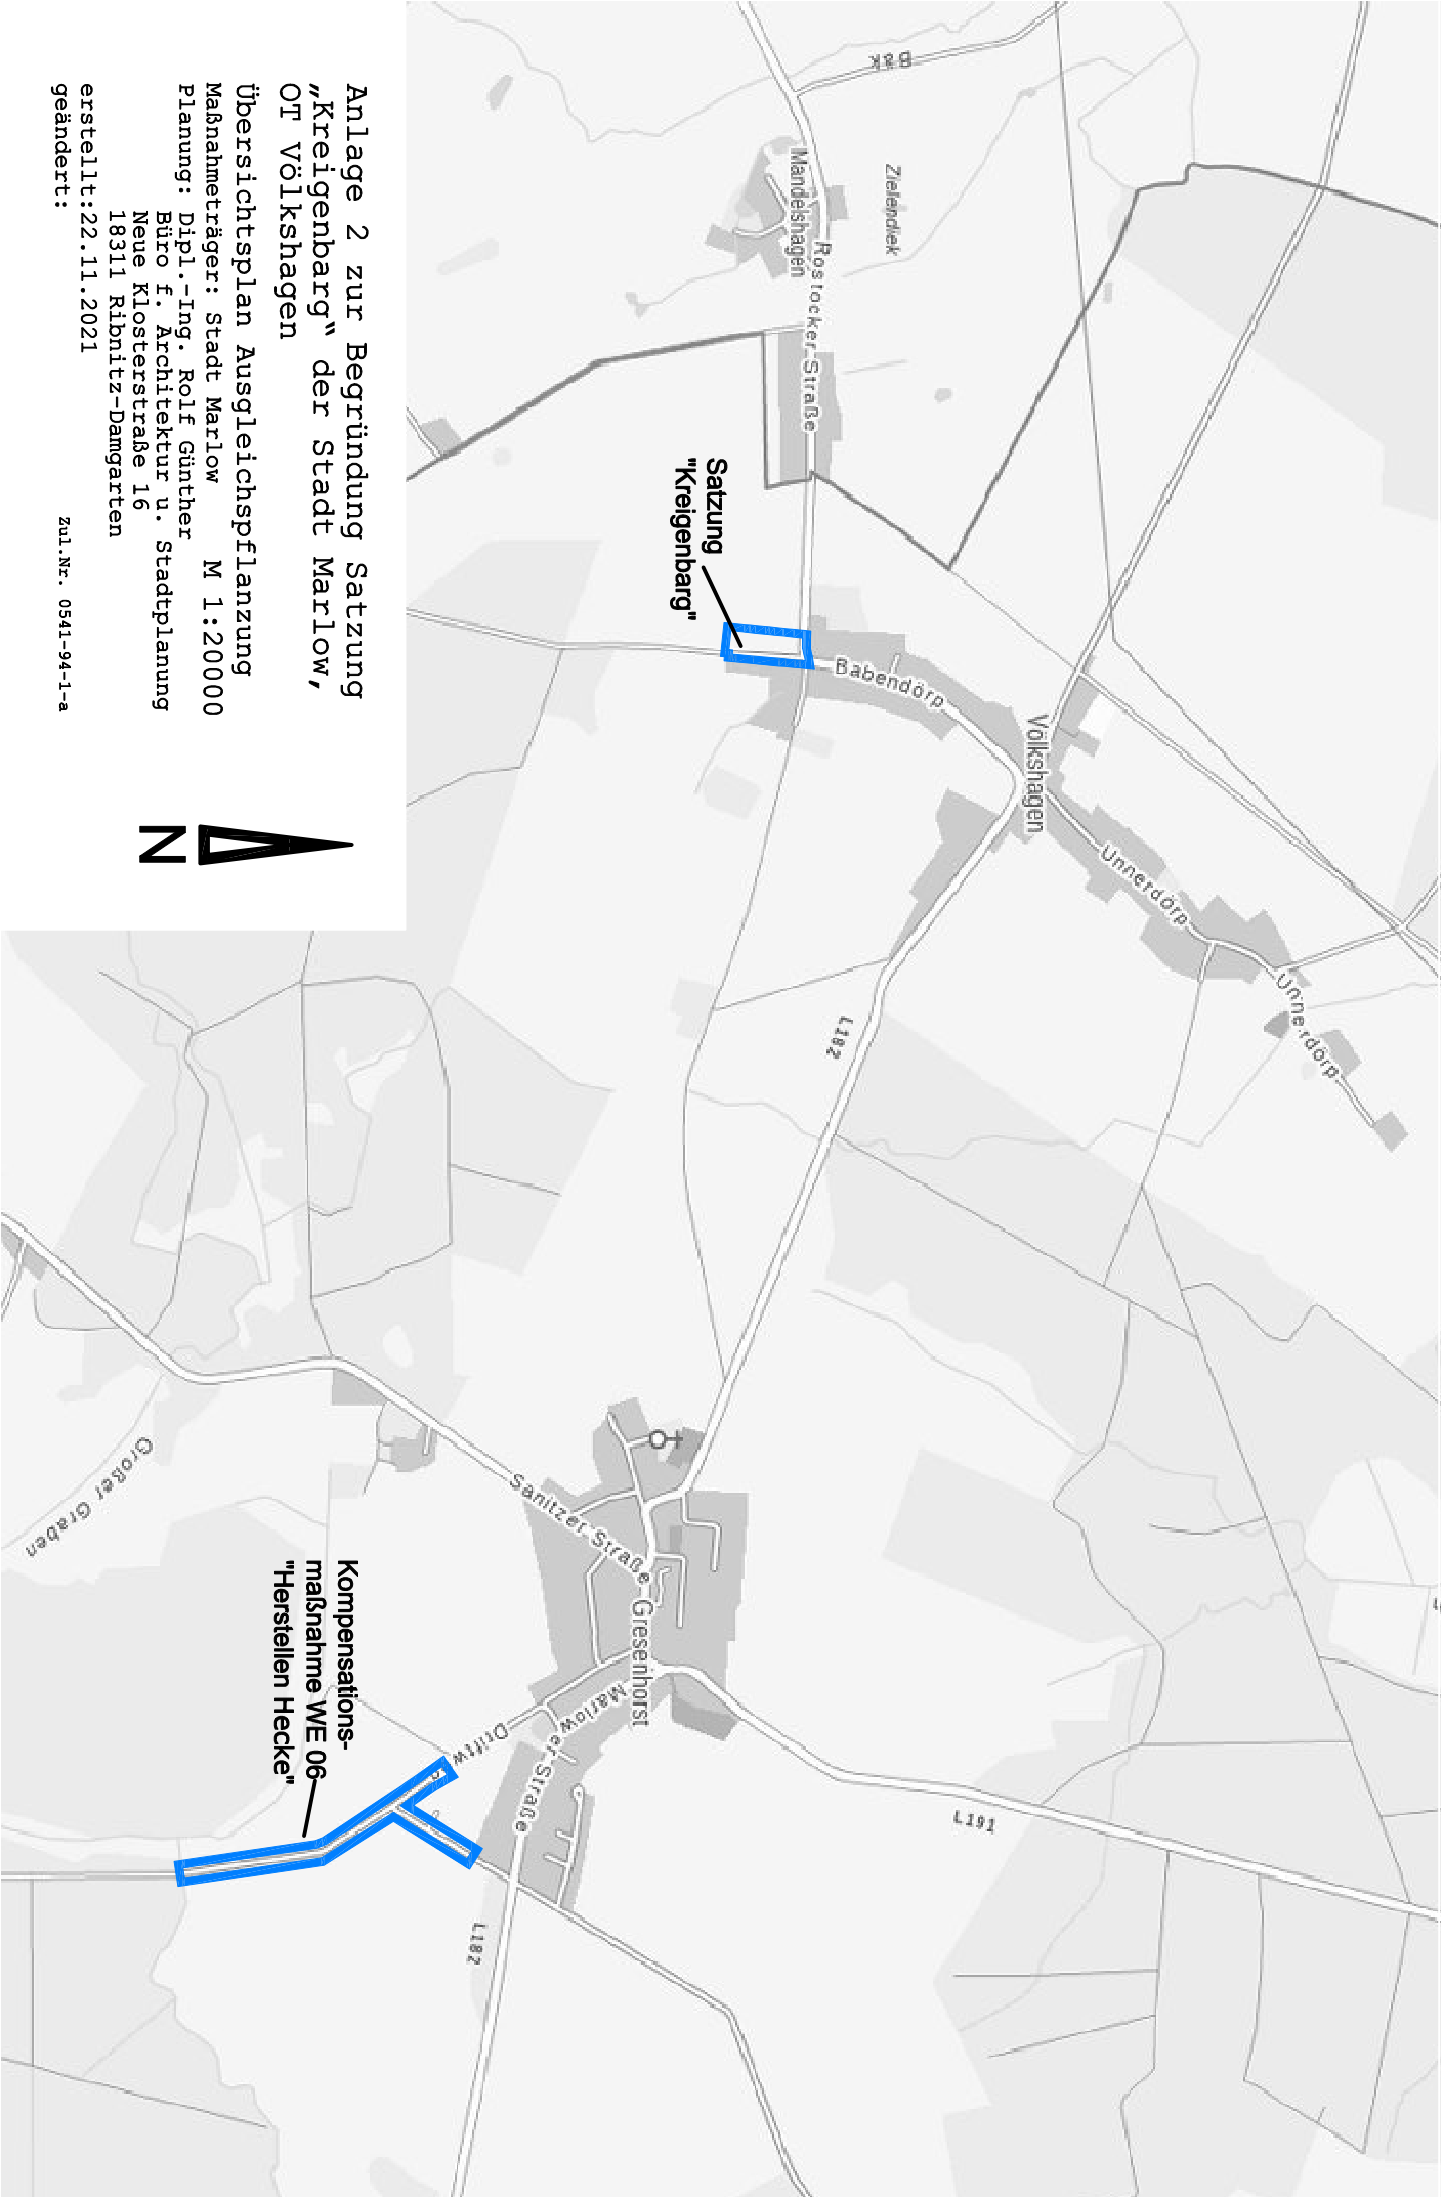 Anlage 2 zur Begründung Satzung
„Kreigenbarg“ der Stadt Marlow,
OT Völkshagen
Übersichtsplan Ausgleichspflanzung
Maßnahmeträger: Stadt Marlow M 1:20000
Planung: Dipl.-Ing. Rolf Günther
Büro f. Architektur u. Stadtplanung
Neue Klosterstraße 16
18311 Ribnitz-Damgarten
erstellt:22.11.2021
geändert:
Zul.Nr. 0541-94-1-a
N
Zielendiek
Mandelshagen
Rostocker Straße
Satzung
"Kreigenbarg"
Babendörp
Völkshagen
Unnerdörp
Unnerdörp
L182
Sanitzer Straße
Gresenhorst
Marlower Straße
Driftw
L191
L182
Großer Graben
Kompensations-
maßnahme WE 06
"Herstellen Hecke"